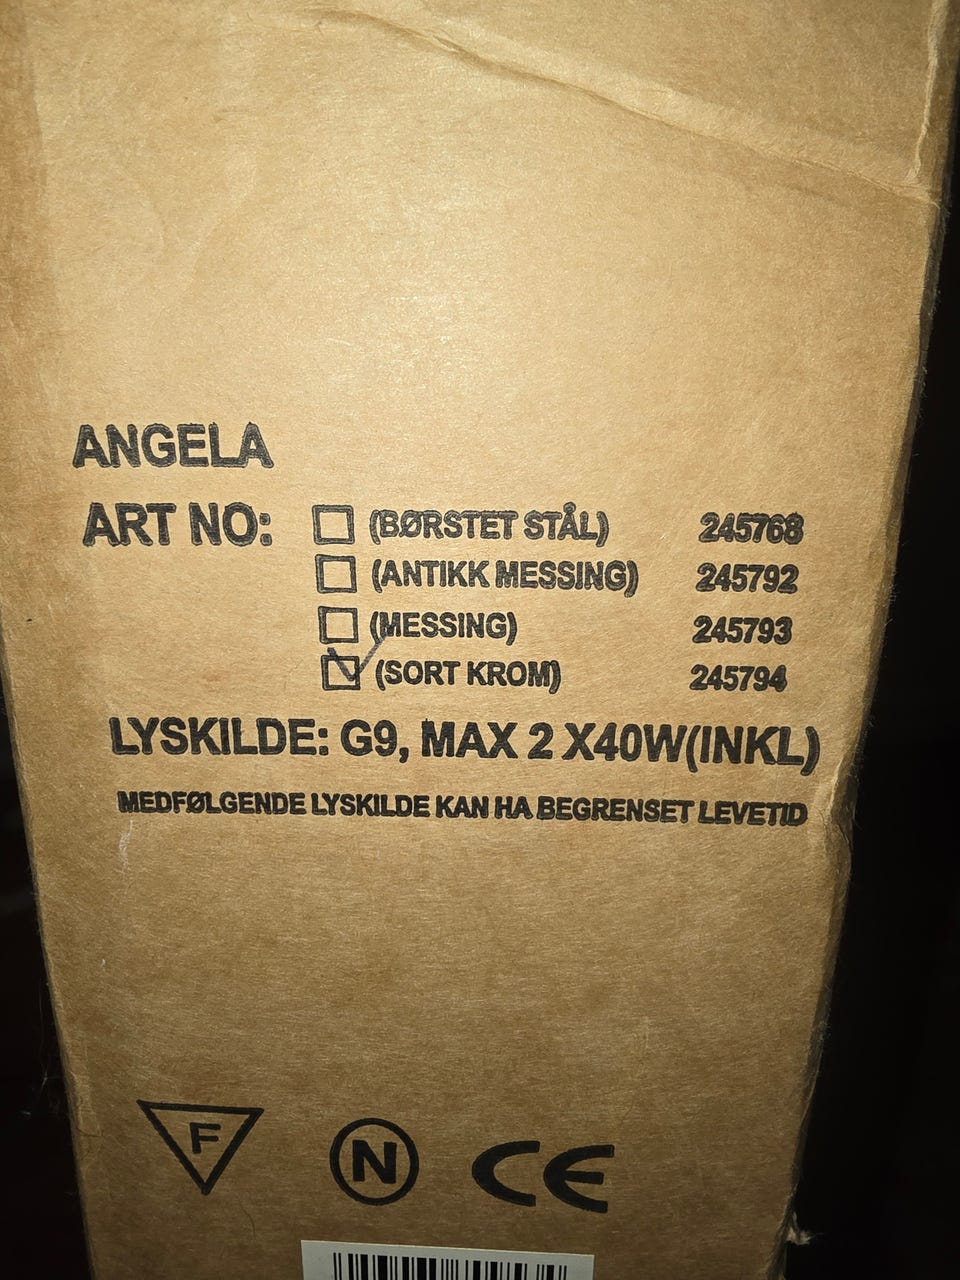 ANGELA
ART NO: (BØRSTET STÅL) 245768
(ANTIKK MESSING) 245792
(MESSING) 245793
(SORT KROM) 245794
LYSKILDE: G9, MAX 2 X40W(INKL)
MEDFØLGENDE LYSKILDE KAN HA BEGRENSET LEVETID
F N CE